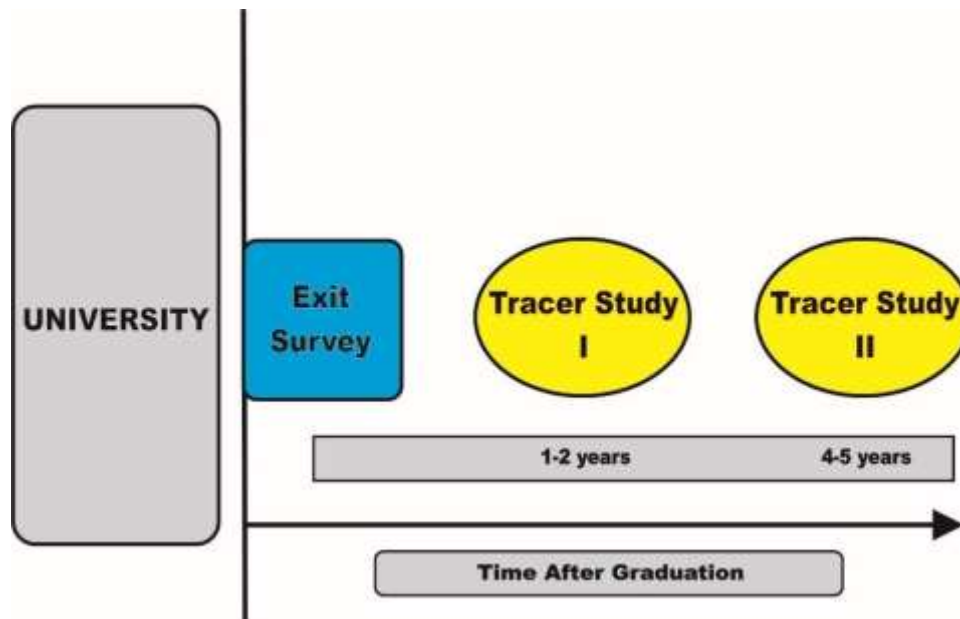 UNIVERSITY
Exit
Survey
Tracer Study
I
Tracer Study
II
1-2 years
4-5 years
Time After Graduation